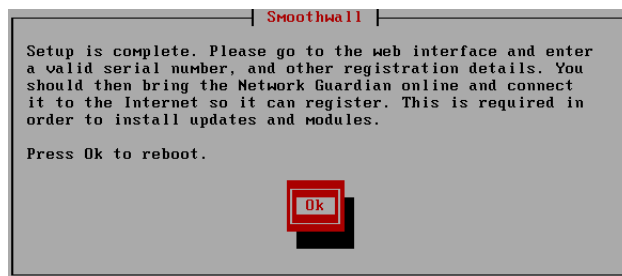 Smoothwall
Setup is complete. Please go to the web interface and enter
a valid serial number, and other registration details. You
should then bring the Network Guardian online and connect
it to the Internet so it can register. This is required in
order to install updates and modules.
Press Ok to reboot.
Ok